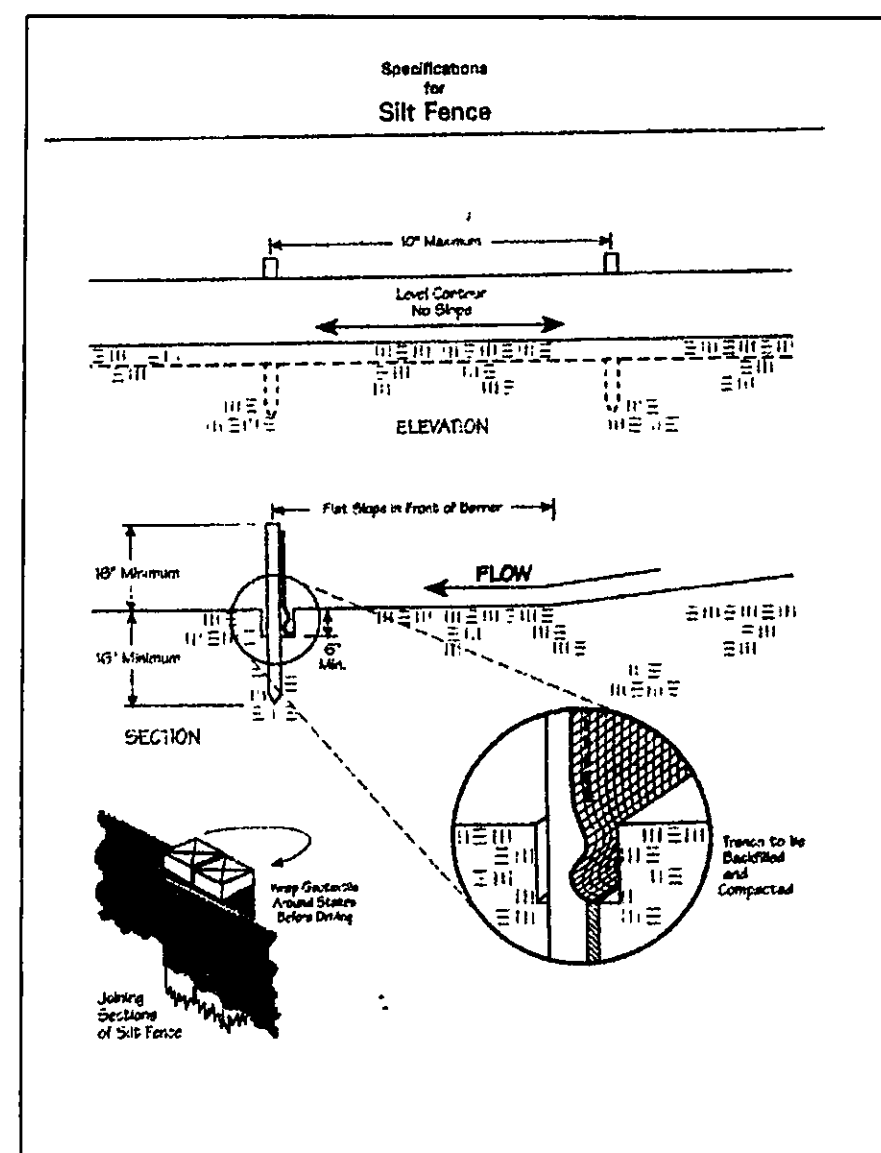 Specifications
for
Silt Fence
10" Maximum
Level Contour
No Slope
ELEVATION
Flat Slope in Front of Barrier
16" Minimum
FLOW
16" Minimum
6"
Min.
SECTION
Trench to be
Backfilled
and
Compacted
Wrap Geotextile
Around Stakes
Before Driving
Joining
Sections
of Silt Fence